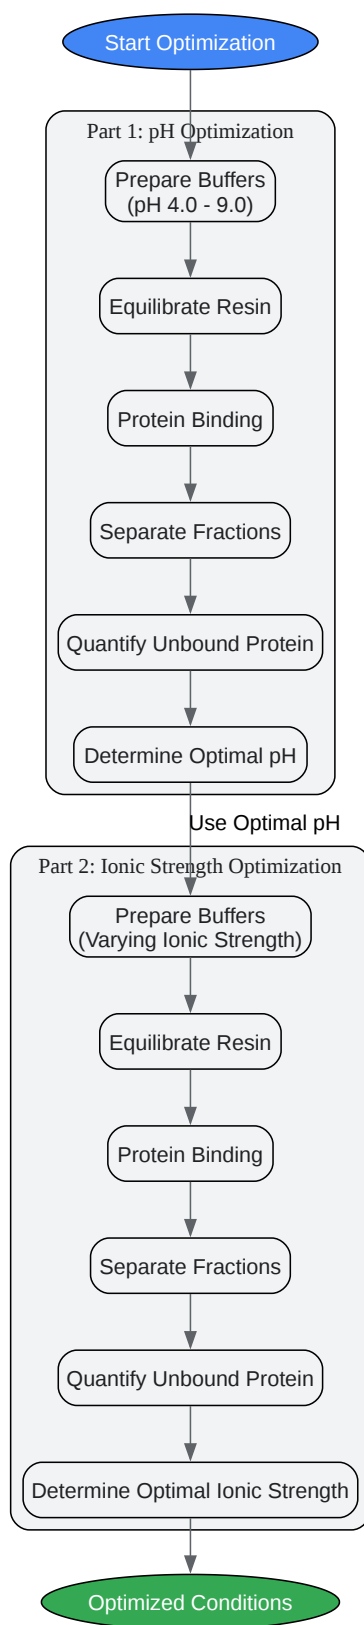 Start Optimization
Part 1: pH Optimization
Prepare Buffers
(pH 4.0 - 9.0)
Equilibrate Resin
Protein Binding
Separate Fractions
Quantify Unbound Protein
Determine Optimal pH
Use Optimal pH
Part 2: Ionic Strength Optimization
Prepare Buffers
(Varying Ionic Strength)
Equilibrate Resin
Protein Binding
Separate Fractions
Quantify Unbound Protein
Determine Optimal Ionic Strength
Optimized Conditions